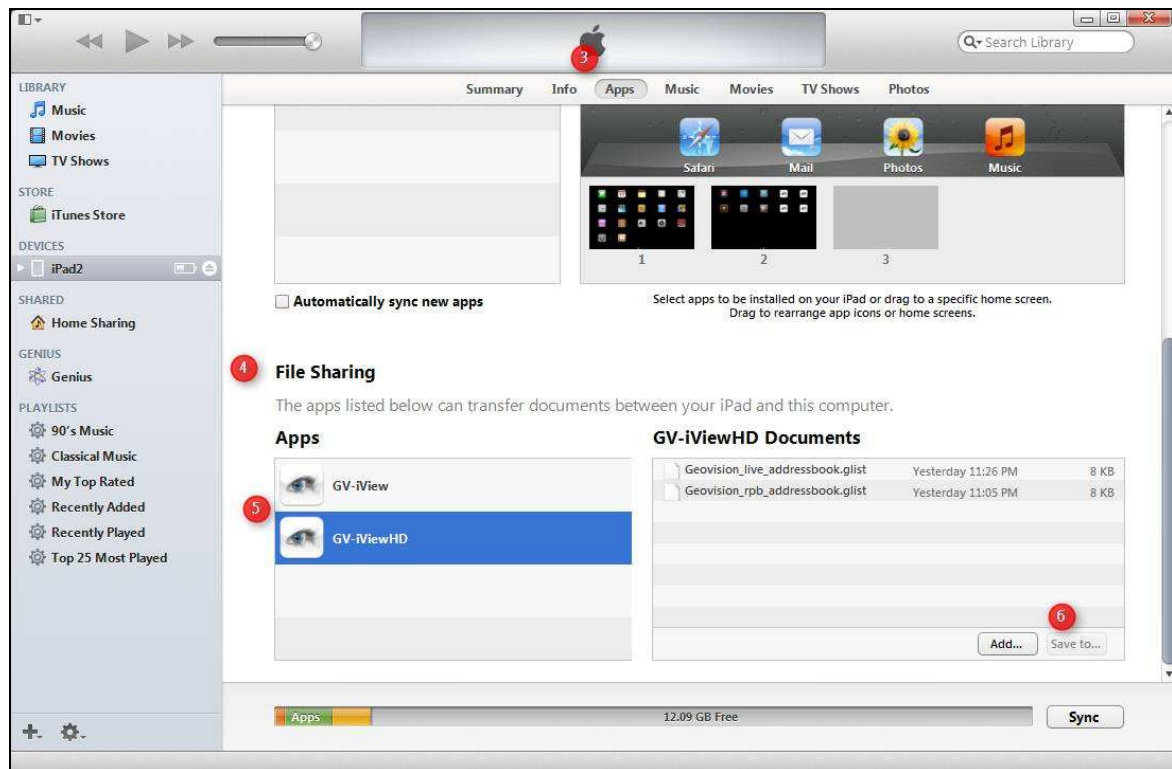 Search Library
3
LIBRARY
Music
Movies
TV Shows
STORE
iTunes Store
DEVICES
iPad2
SHARED
Home Sharing
GENIUS
Genius
PLAYLISTS
90's Music
Classical Music
My Top Rated
Recently Added
Recently Played
Top 25 Most Played
Summary Info Apps Music Movies TV Shows Photos
Safari Mail Photos Music
1 2 3
Automatically sync new apps
Select apps to be installed on your iPad or drag to a specific home screen.
Drag to rearrange app icons or home screens.
4
File Sharing
The apps listed below can transfer documents between your iPad and this computer.
Apps
GV-iView
5
GV-iViewHD
GV-iViewHD Documents
Geovision_live_addressbook.glist Yesterday 11:26 PM 8 KB
Geovision_rpb_addressbook.glist Yesterday 11:05 PM 8 KB
6
Add... Save to...
Apps 12.09 GB Free Sync